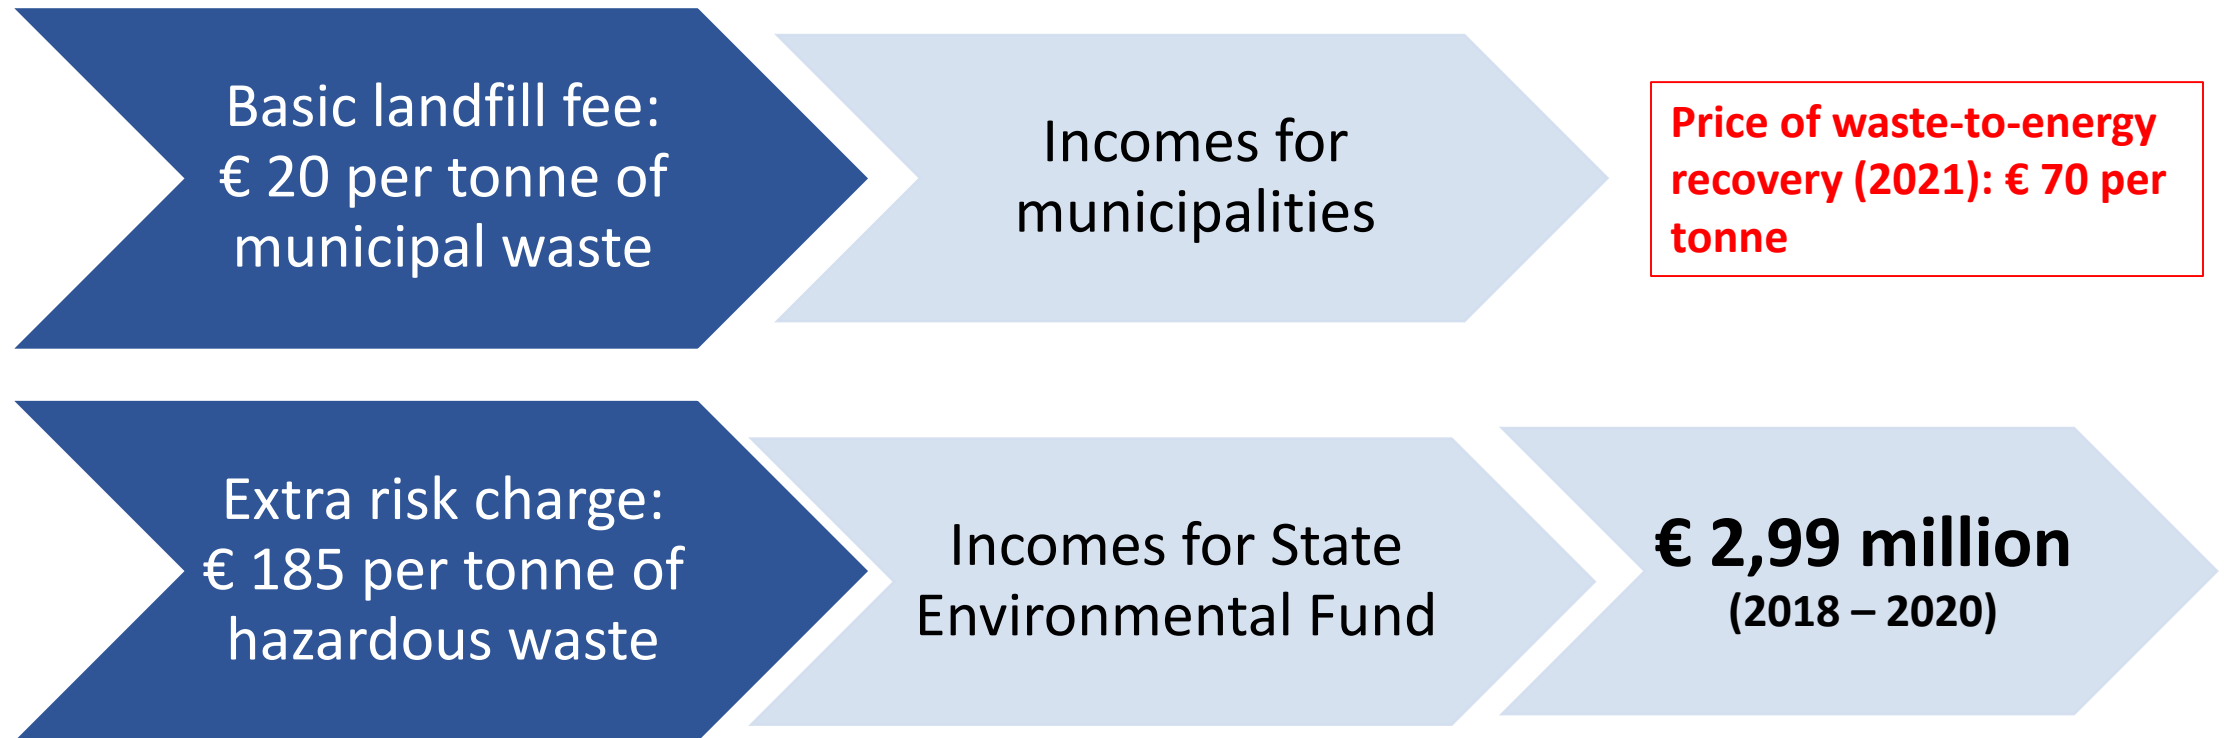 Basic landfill fee:
€ 20 per tonne of
municipal waste
Incomes for
municipalities
Price of waste-to-energy
recovery (2021): € 70 per
tonne
Extra risk charge:
€ 185 per tonne of
hazardous waste
Incomes for State
Environmental Fund
€ 2,99 million
(2018 – 2020)